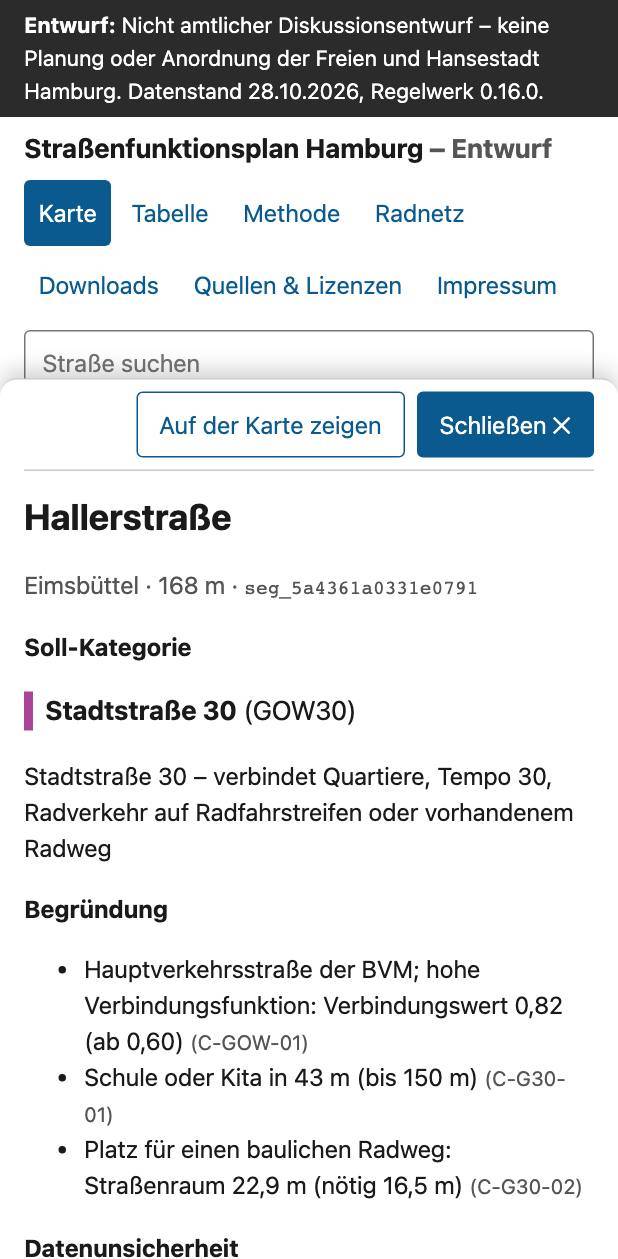 Entwurf: Nicht amtlicher Diskussionsentwurf – keine
Planung oder Anordnung der Freien und Hansestadt
Hamburg. Datenstand 28.10.2026, Regelwerk 0.16.0.
Straßenfunktionsplan Hamburg – Entwurf
Karte Tabelle Methode Radnetz
Downloads Quellen & Lizenzen Impressum
Straße suchen
Auf der Karte zeigen Schließen ✕
Hallerstraße
Eimsbüttel · 168 m · seg_5a4361a0331e0791
Soll-Kategorie
Stadtstraße 30 (GOW30)
Stadtstraße 30 – verbindet Quartiere, Tempo 30,
Radverkehr auf Radfahrstreifen oder vorhandenem
Radweg
Begründung
• Hauptverkehrsstraße der BVM; hohe
Verbindungsfunktion: Verbindungswert 0,82
(ab 0,60) (C-GOW-01)
• Schule oder Kita in 43 m (bis 150 m) (C-G30-
01)
• Platz für einen baulichen Radweg:
Straßenraum 22,9 m (nötig 16,5 m) (C-G30-02)
Datenunsicherheit